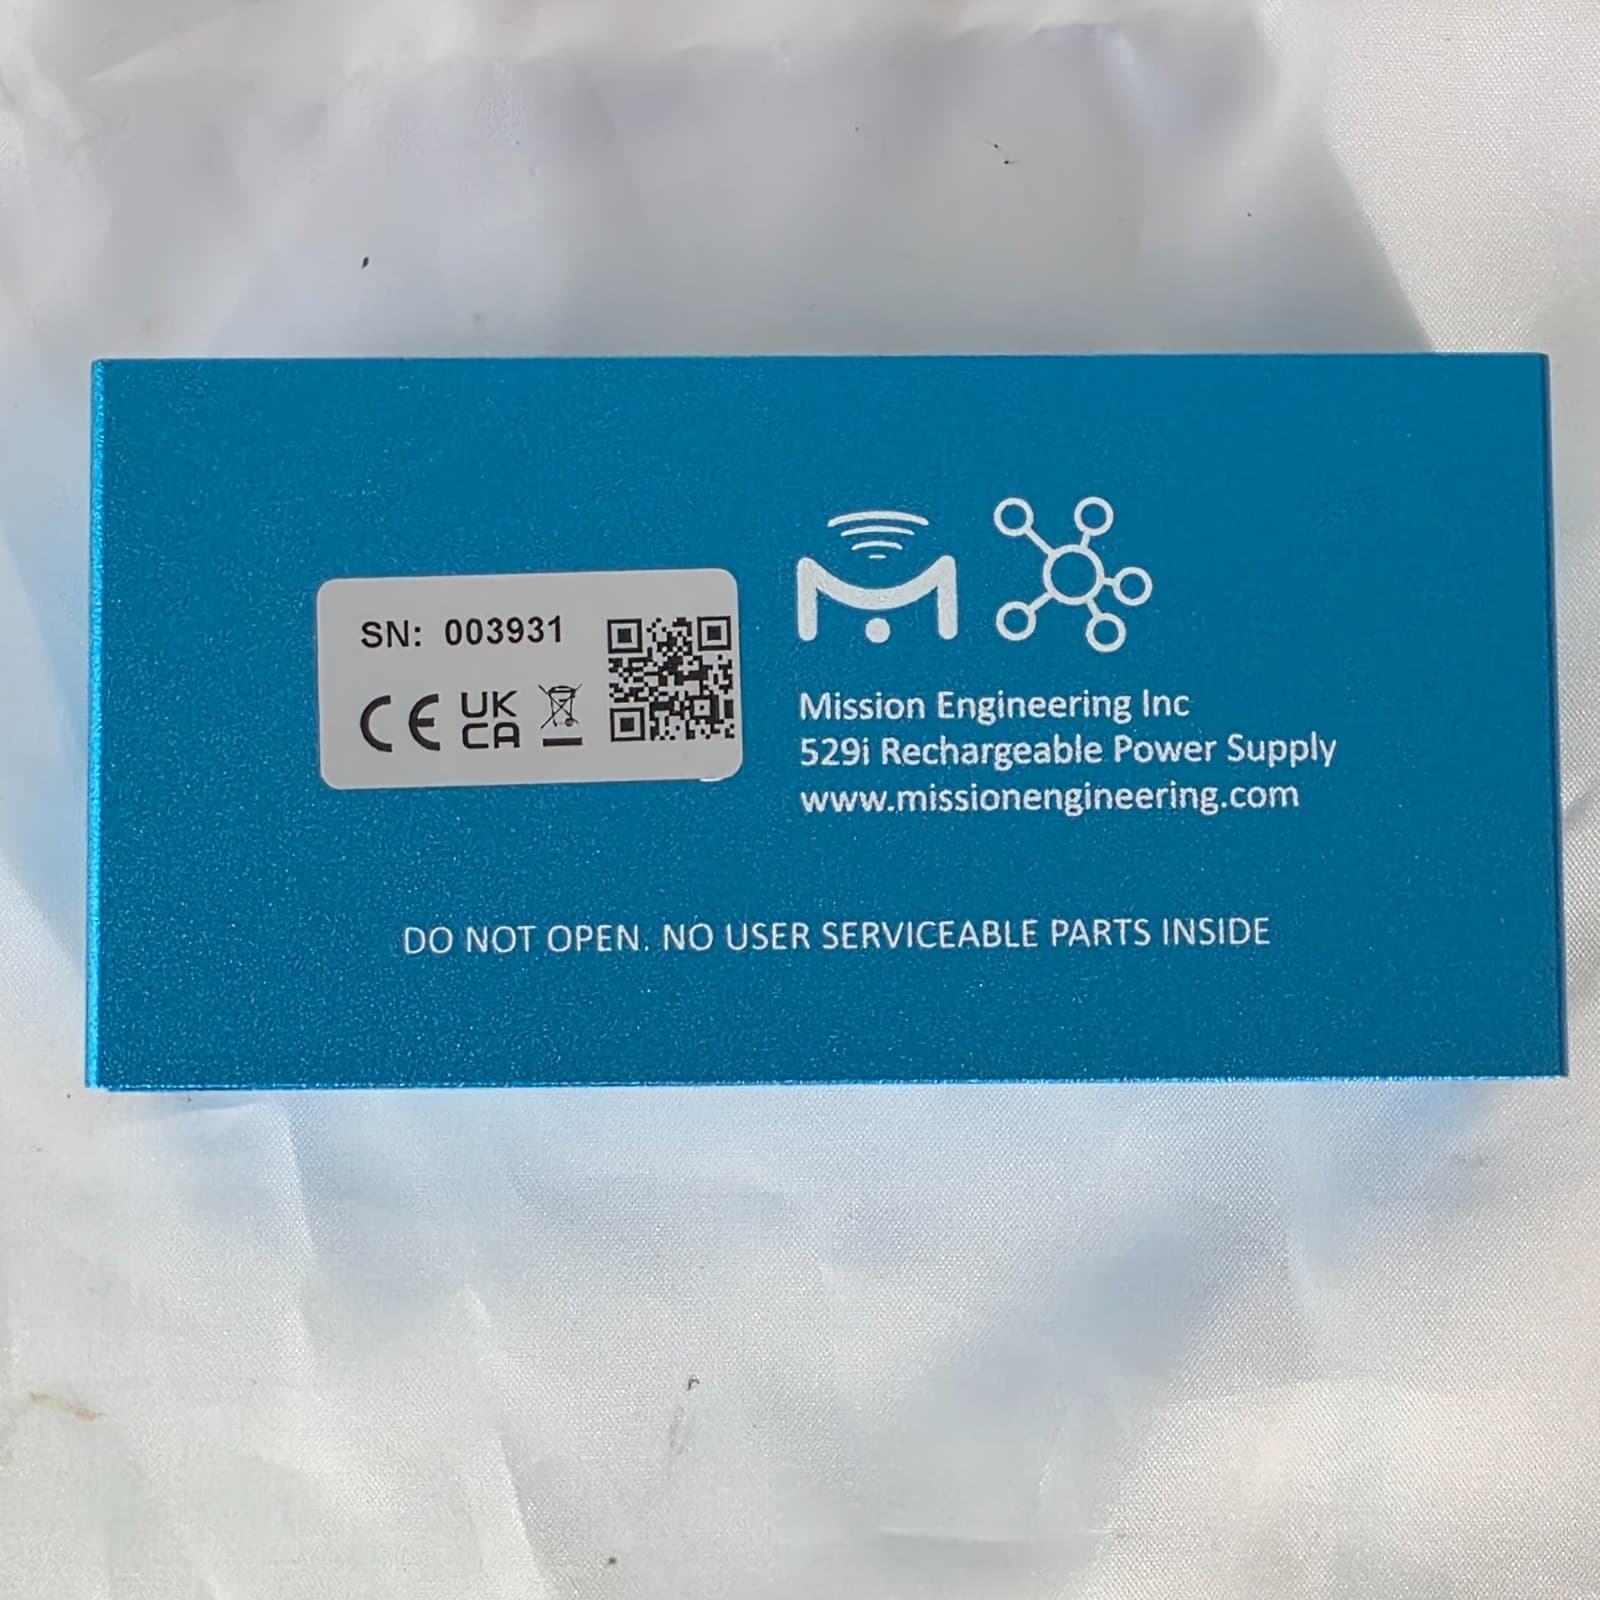 SN: 003931
CE UK
CA
Mission Engineering Inc
529i Rechargeable Power Supply
www.missionengineering.com
DO NOT OPEN. NO USER SERVICEABLE PARTS INSIDE